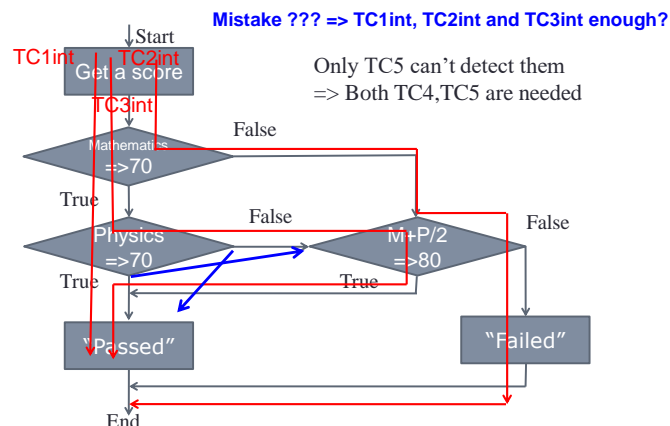 Mistake ??? => TC1int, TC2int and TC3int enough?
Start
TC1int
TC2int
Get a score
Only TC5 can't detect them
=> Both TC4,TC5 are needed
TC3int
False
Mathematics
=>70
True
False
False
Physics
=>70
M+P/2
=>80
True
True
"Passed"
"Failed"
End